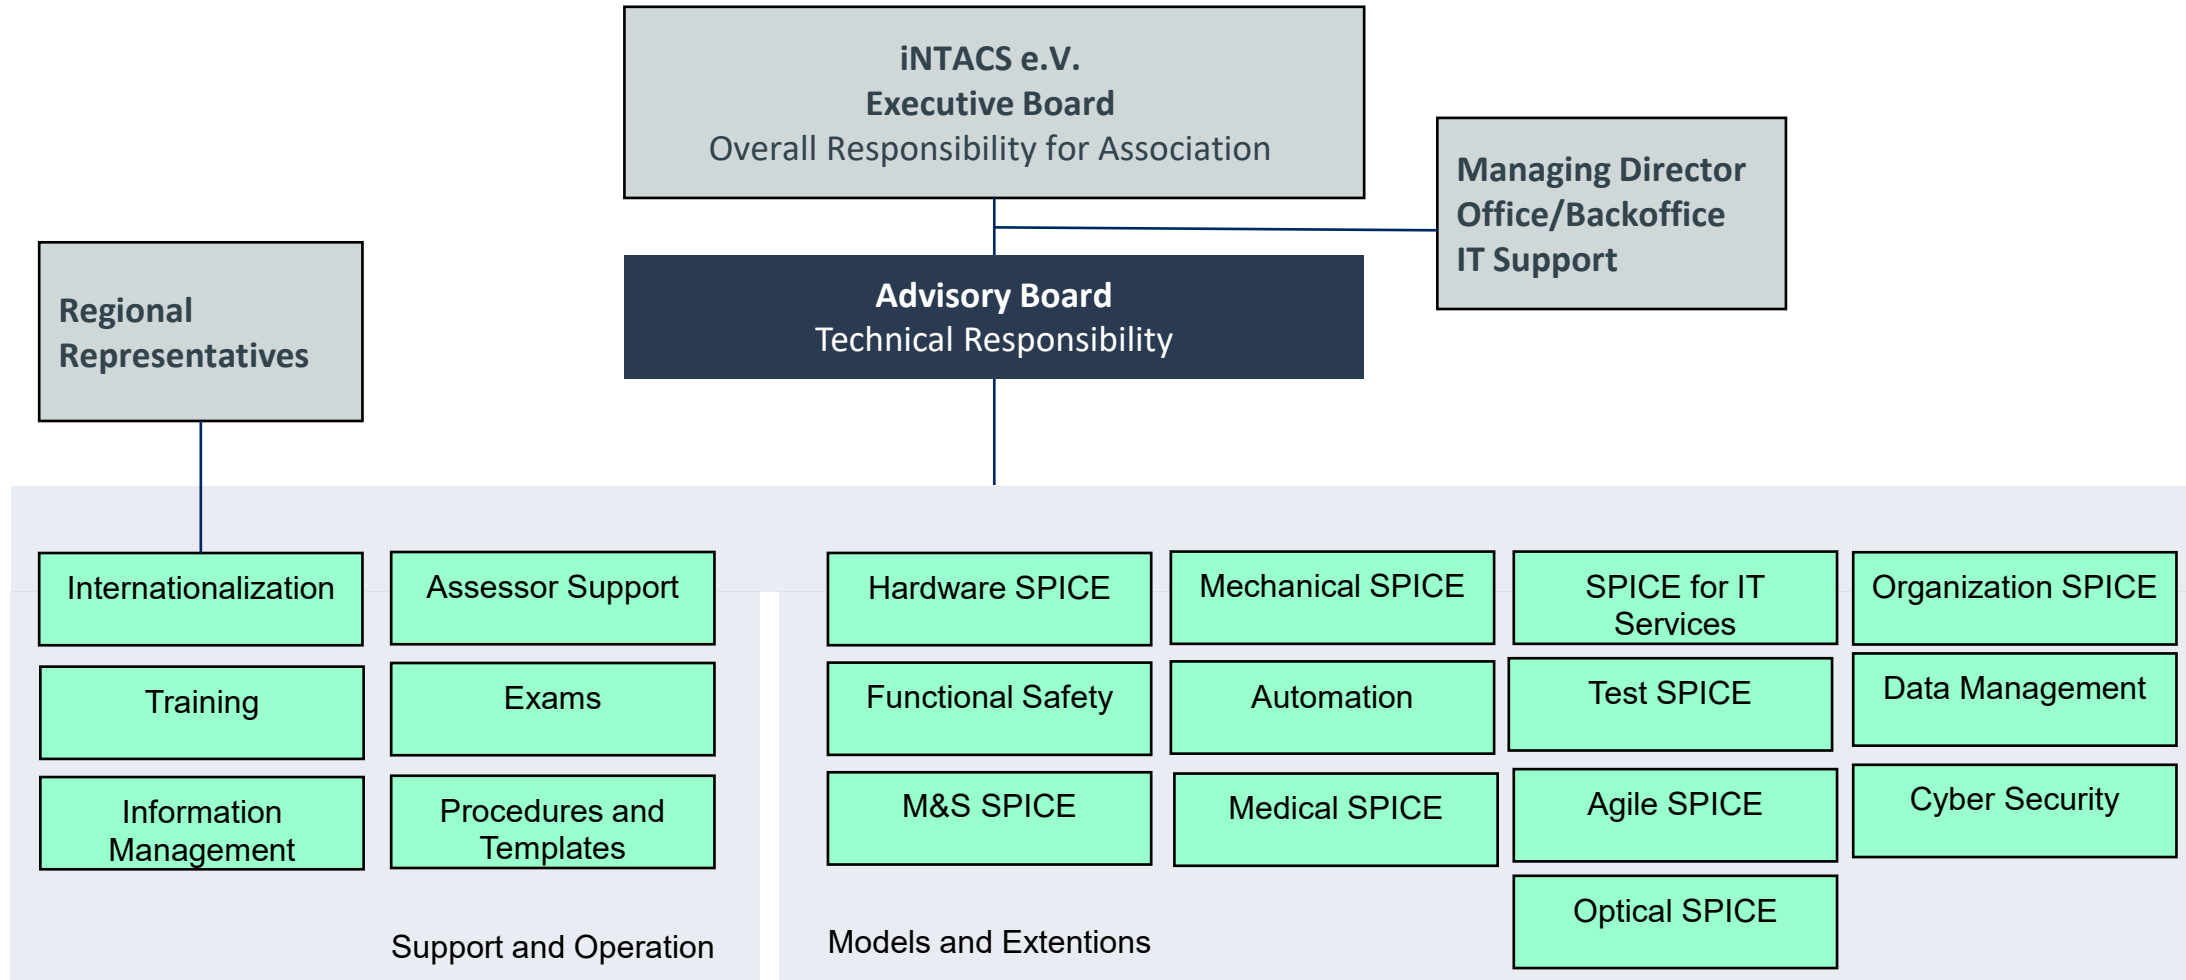 iNTACS e.V.
Executive Board
Overall Responsibility for Association
Managing Director
Office/Backoffice
IT Support
Advisory Board
Technical Responsibility
Regional
Representatives
Internationalization
Assessor Support
Training
Exams
Information
Management
Procedures and
Templates
Support and Operation
Hardware SPICE
Mechanical SPICE
SPICE for IT
Services
Organization SPICE
Functional Safety
Automation
Test SPICE
Data Management
M&S SPICE
Medical SPICE
Agile SPICE
Cyber Security
Optical SPICE
Models and Extentions